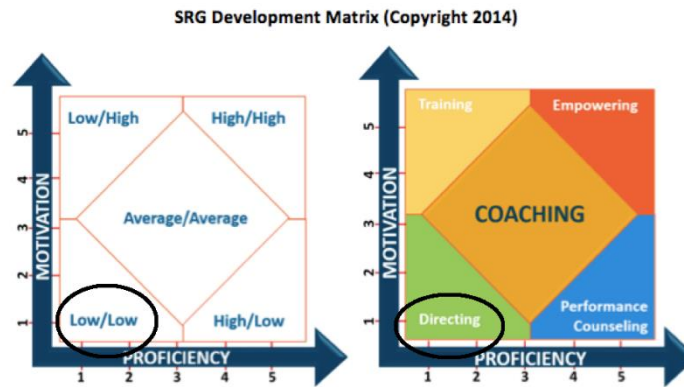 SRG Development Matrix (Copyright 2014)
MOTIVATION
5
4
3
2
1
Low/High
High/High
Average/Average
Low/Low
High/Low
PROFICIENCY
1
2
3
4
5
MOTIVATION
5
4
3
2
1
Training
Empowering
COACHING
Directing
Performance
Counseling
PROFICIENCY
1
2
3
4
5